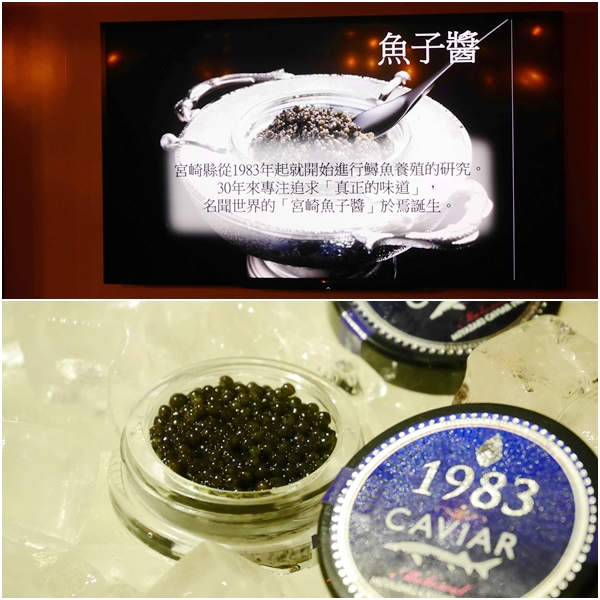 魚子醬
宮崎縣從1983年起就開始進行鱘魚養殖的研究。
30年來專注追求「真正的味道」，
名聞世界的「宮崎魚子醬」於焉誕生。
1983
CAVIAR